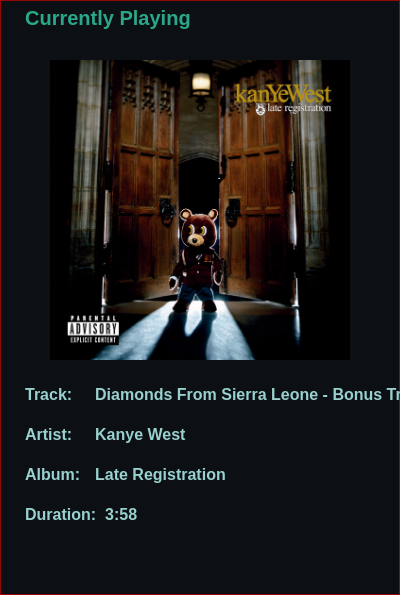 Currently Playing
kanYeWest
late registration
PARENTAL
ADVISORY
EXPLICIT CONTENT
Track: Diamonds From Sierra Leone - Bonus Tr
Artist: Kanye West
Album: Late Registration
Duration: 3:58